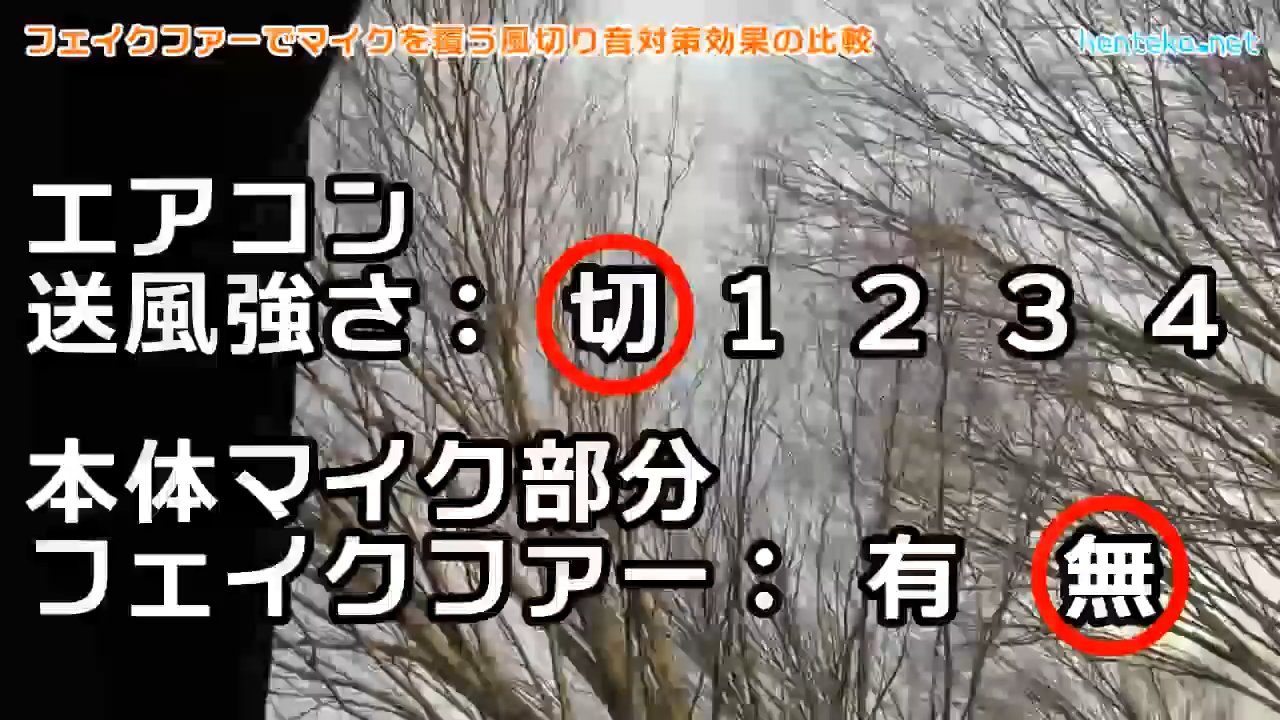 フェイクファーでマイクを覆う風切り音対策効果の比較
henteko.net
エアコン
送風強さ： 切 １ ２ ３ ４
本体マイク部分
フェイクファー： 有 無